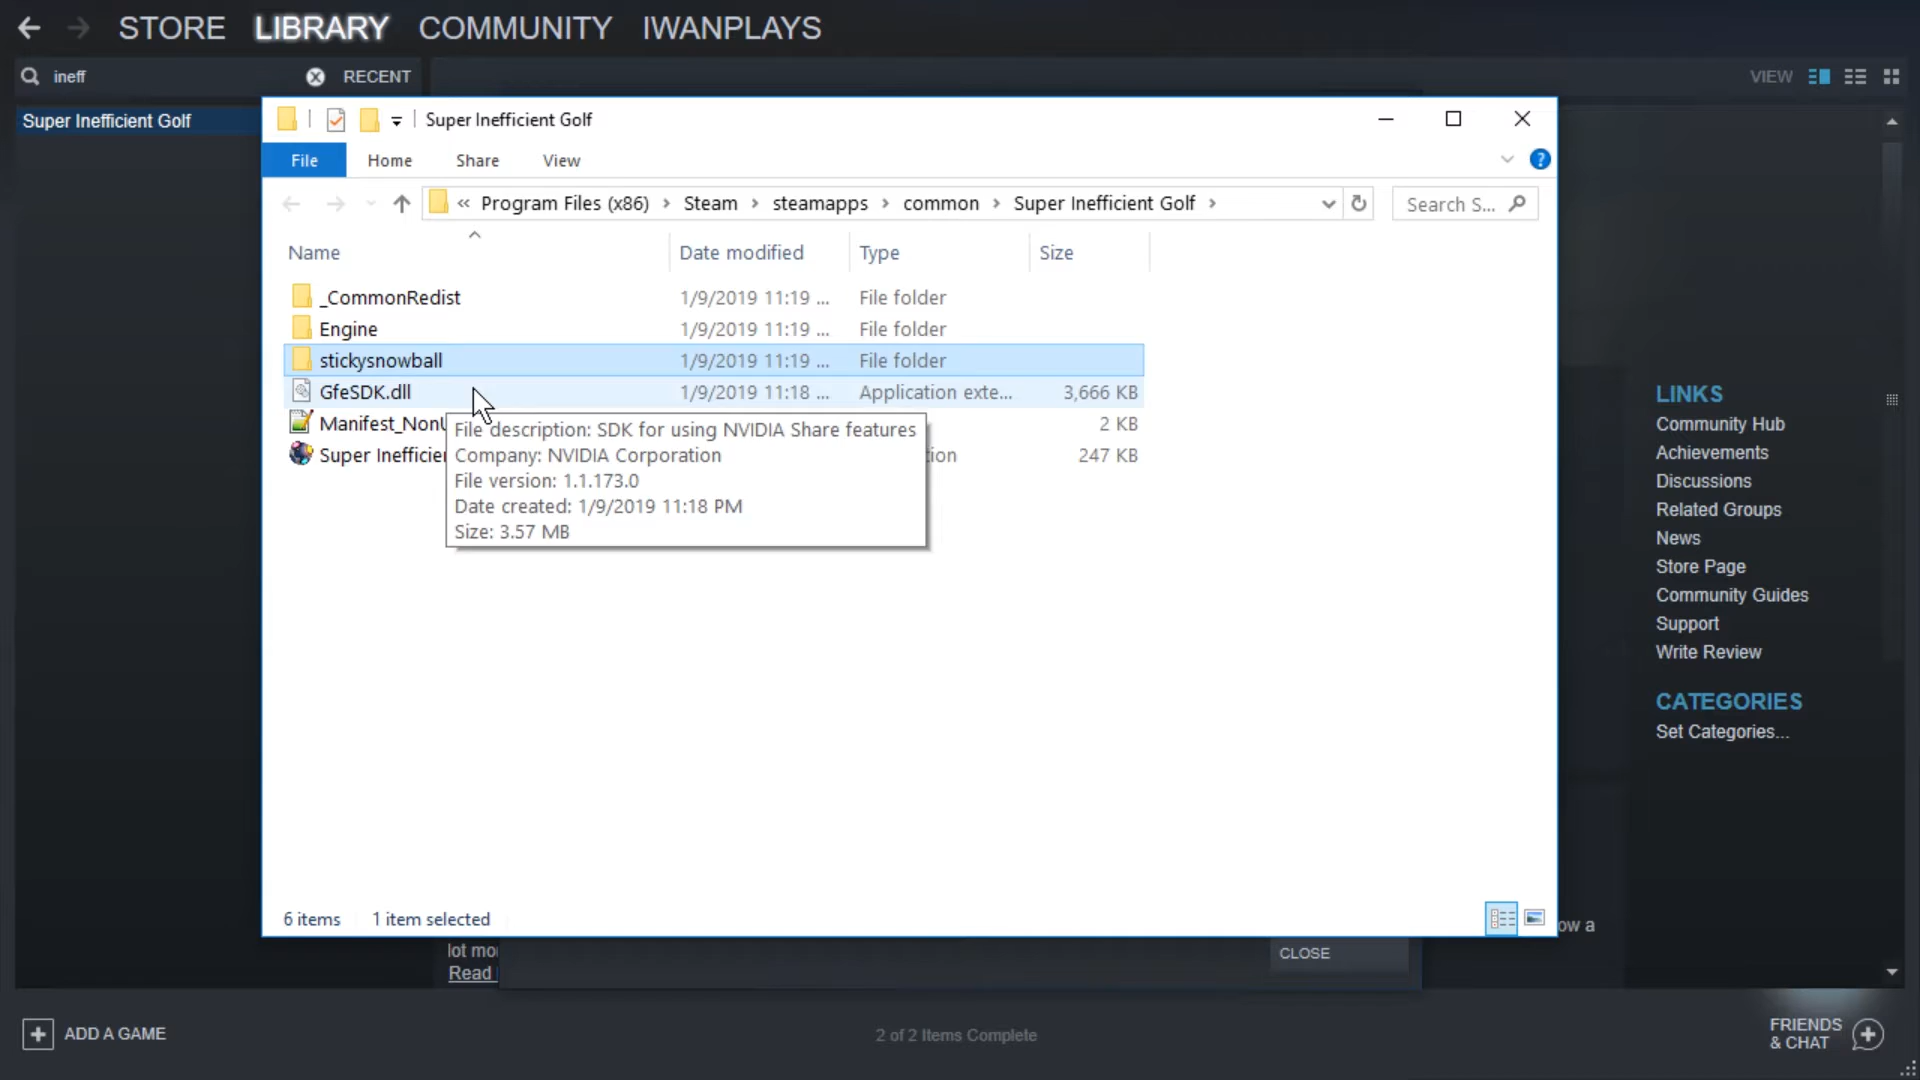 STORE LIBRARY COMMUNITY IWANPLAYS
ineff RECENT VIEW
Super Inefficient Golf
Super Inefficient Golf
File Home Share View
« Program Files (x86) › Steam › steamapps › common › Super Inefficient Golf › Search S...
Name Date modified Type Size
_CommonRedist 1/9/2019 11:19 ... File folder
Engine 1/9/2019 11:19 ... File folder
stickysnowball 1/9/2019 11:19 ... File folder
GfeSDK.dll 1/9/2019 11:18 ... Application exte... 3,666 KB
Manifest_Non 2 KB
Super Inefficie tion 247 KB
File description: SDK for using NVIDIA Share features
Company: NVIDIA Corporation
File version: 1.1.173.0
Date created: 1/9/2019 11:18 PM
Size: 3.57 MB
6 items 1 item selected
LINKS
Community Hub
Achievements
Discussions
Related Groups
News
Store Page
Community Guides
Support
Write Review
CATEGORIES
Set Categories...
ow a
lot mo
Read
CLOSE
ADD A GAME
2 of 2 Items Complete
FRIENDS
& CHAT